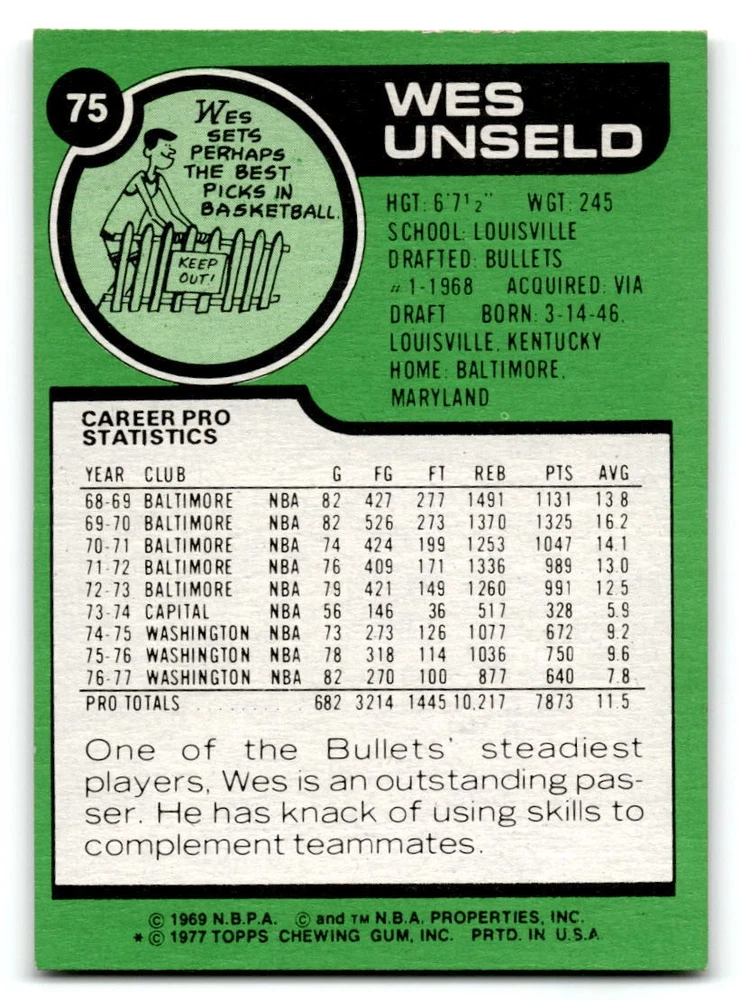 75
WES
UNSELD
WES
SETS
PERHAPS
THE BEST
PICKS IN
BASKETBALL.
KEEP
OUT!
HGT: 6'7½" WGT: 245
SCHOOL: LOUISVILLE
DRAFTED: BULLETS
#1-1968 ACQUIRED: VIA
DRAFT BORN: 3-14-46,
LOUISVILLE, KENTUCKY
HOME: BALTIMORE,
MARYLAND
CAREER PRO
STATISTICS
YEAR CLUB G FG FT REB PTS AVG
68-69 BALTIMORE NBA 82 427 277 1491 1131 13.8
69-70 BALTIMORE NBA 82 526 273 1370 1325 16.2
70-71 BALTIMORE NBA 74 424 199 1253 1047 14.1
71-72 BALTIMORE NBA 76 409 171 1336 989 13.0
72-73 BALTIMORE NBA 79 421 149 1260 991 12.5
73-74 CAPITAL NBA 56 146 36 517 328 5.9
74-75 WASHINGTON NBA 73 273 126 1077 672 9.2
75-76 WASHINGTON NBA 78 318 114 1036 750 9.6
76-77 WASHINGTON NBA 82 270 100 877 640 7.8
PRO TOTALS . . . . . . . . . 682 3214 1445 10,217 7873 11.5
One of the Bullets' steadiest
players, Wes is an outstanding pas-
ser. He has knack of using skills to
complement teammates.
© 1969 N.B.P.A. © and TM N.B.A. PROPERTIES, INC.
* © 1977 TOPPS CHEWING GUM, INC. PRTD. IN U.S.A.